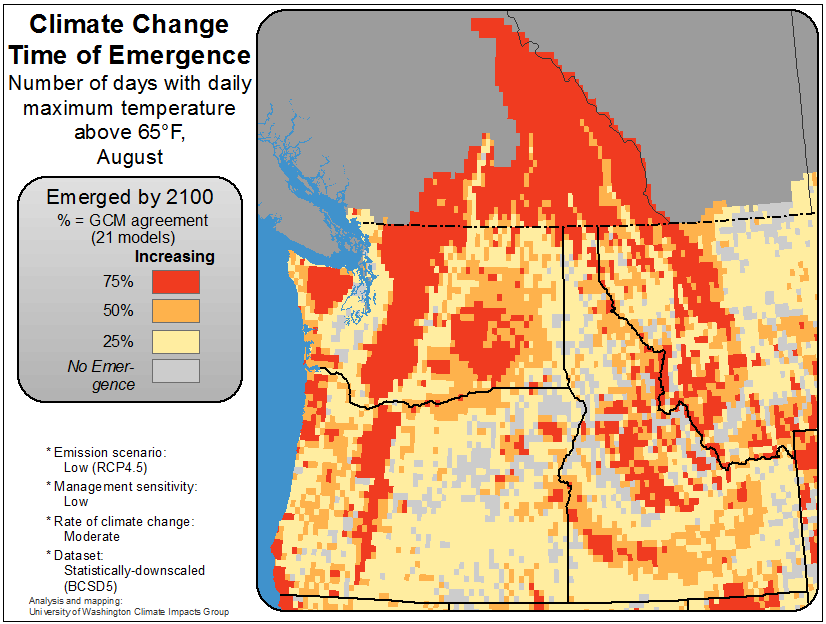 Climate Change
Time of Emergence
Number of days with daily
maximum temperature
above 65°F,
August
Emerged by 2100
% = GCM agreement
(21 models)
Increasing
75%
50%
25%
No Emer-
gence
* Emission scenario:
Low (RCP4.5)
* Management sensitivity:
Low
* Rate of climate change:
Moderate
* Dataset:
Statistically-downscaled
(BCSD5)
Analysis and mapping:
University of Washington Climate Impacts Group